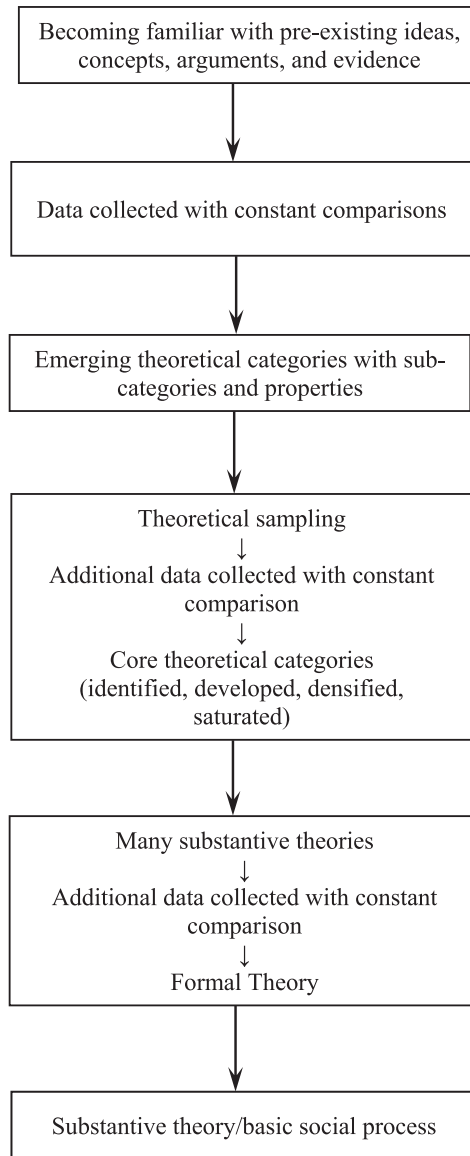 Becoming familiar with pre-existing ideas,
concepts, arguments, and evidence
Data collected with constant comparisons
Emerging theoretical categories with sub-
categories and properties
Theoretical sampling
↓
Additional data collected with constant
comparison
↓
Core theoretical categories
(identified, developed, densified,
saturated)
Many substantive theories
↓
Additional data collected with constant
comparison
↓
Formal Theory
Substantive theory/basic social process